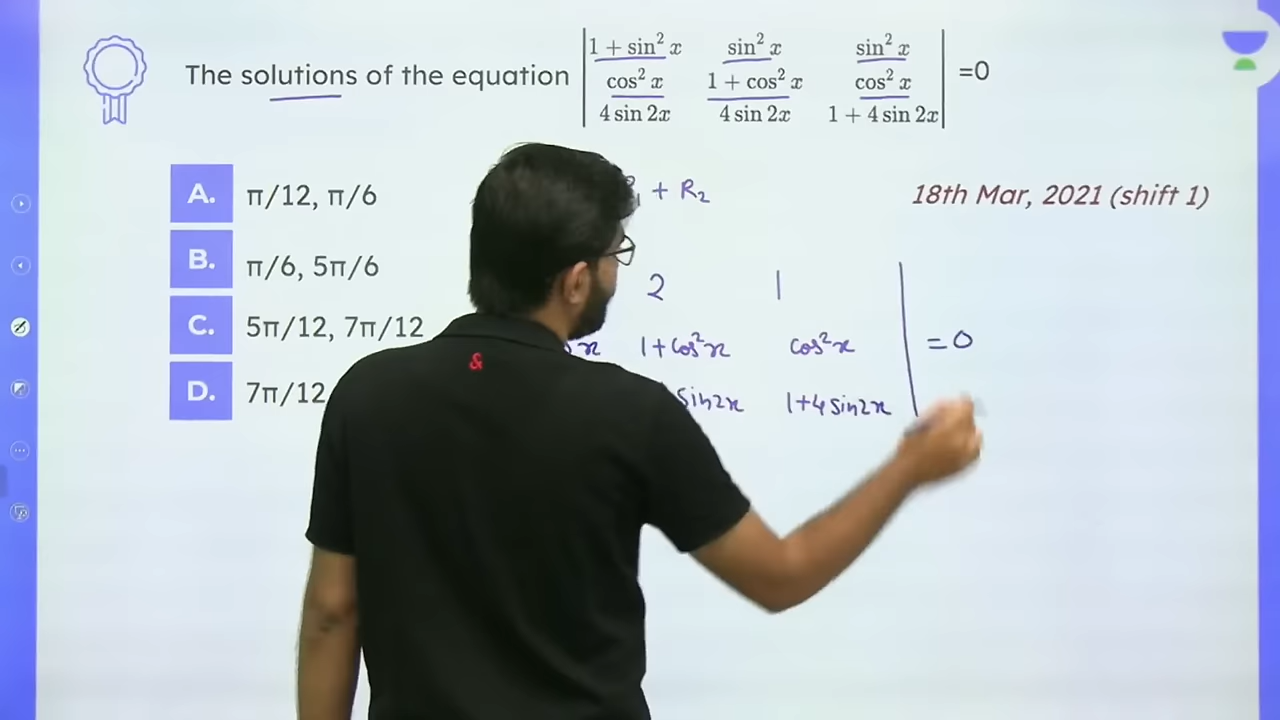 The solutions of the equation | 1 + sin² x sin² x sin² x | =0
cos² x 1 + cos² x cos² x
4 sin 2x 4 sin 2x 1 + 4 sin 2x
A. π/12, π/6
+ R₂
18th Mar, 2021 (shift 1)
B. π/6, 5π/6
2 1
C. 5π/12, 7π/12
x 1+cos²x cos²x = 0
D. 7π/12
sin2x 1+4 sin2x
&